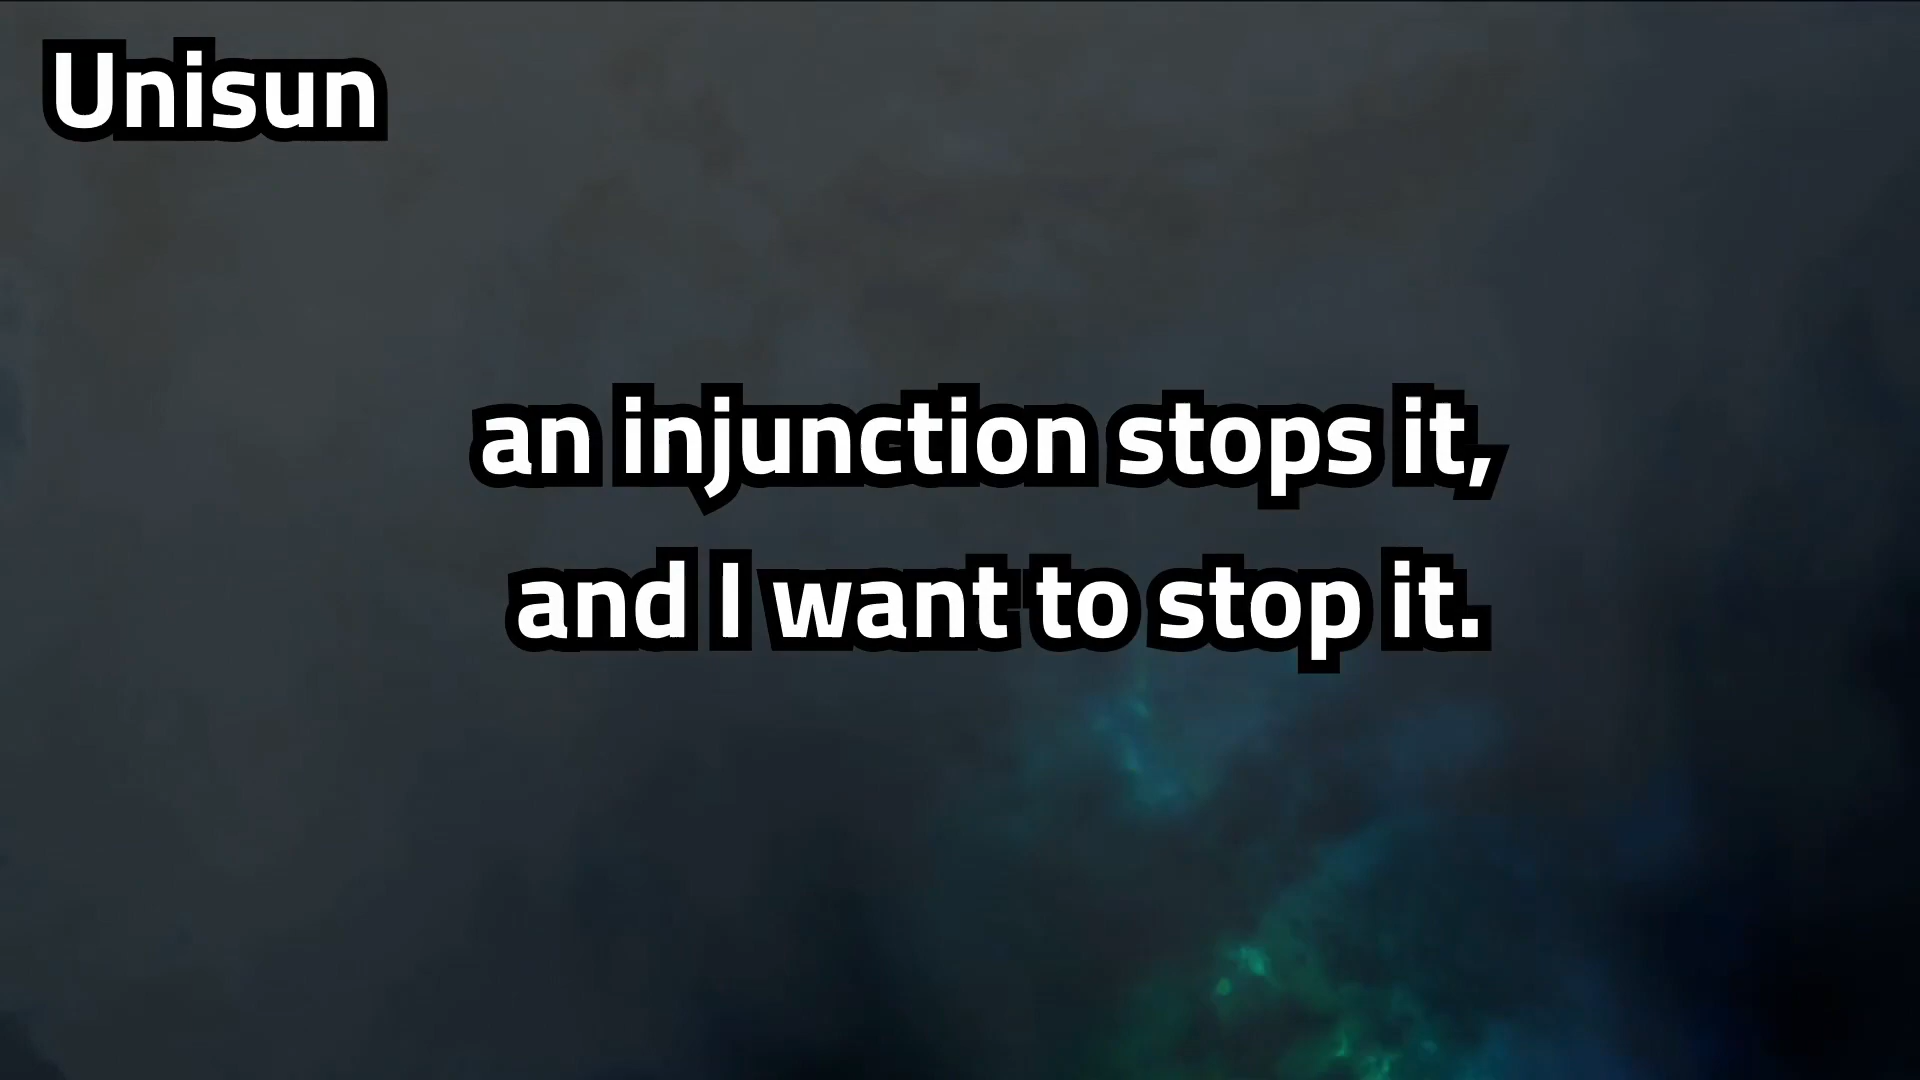 Unisun
an injunction stops it,
and I want to stop it.